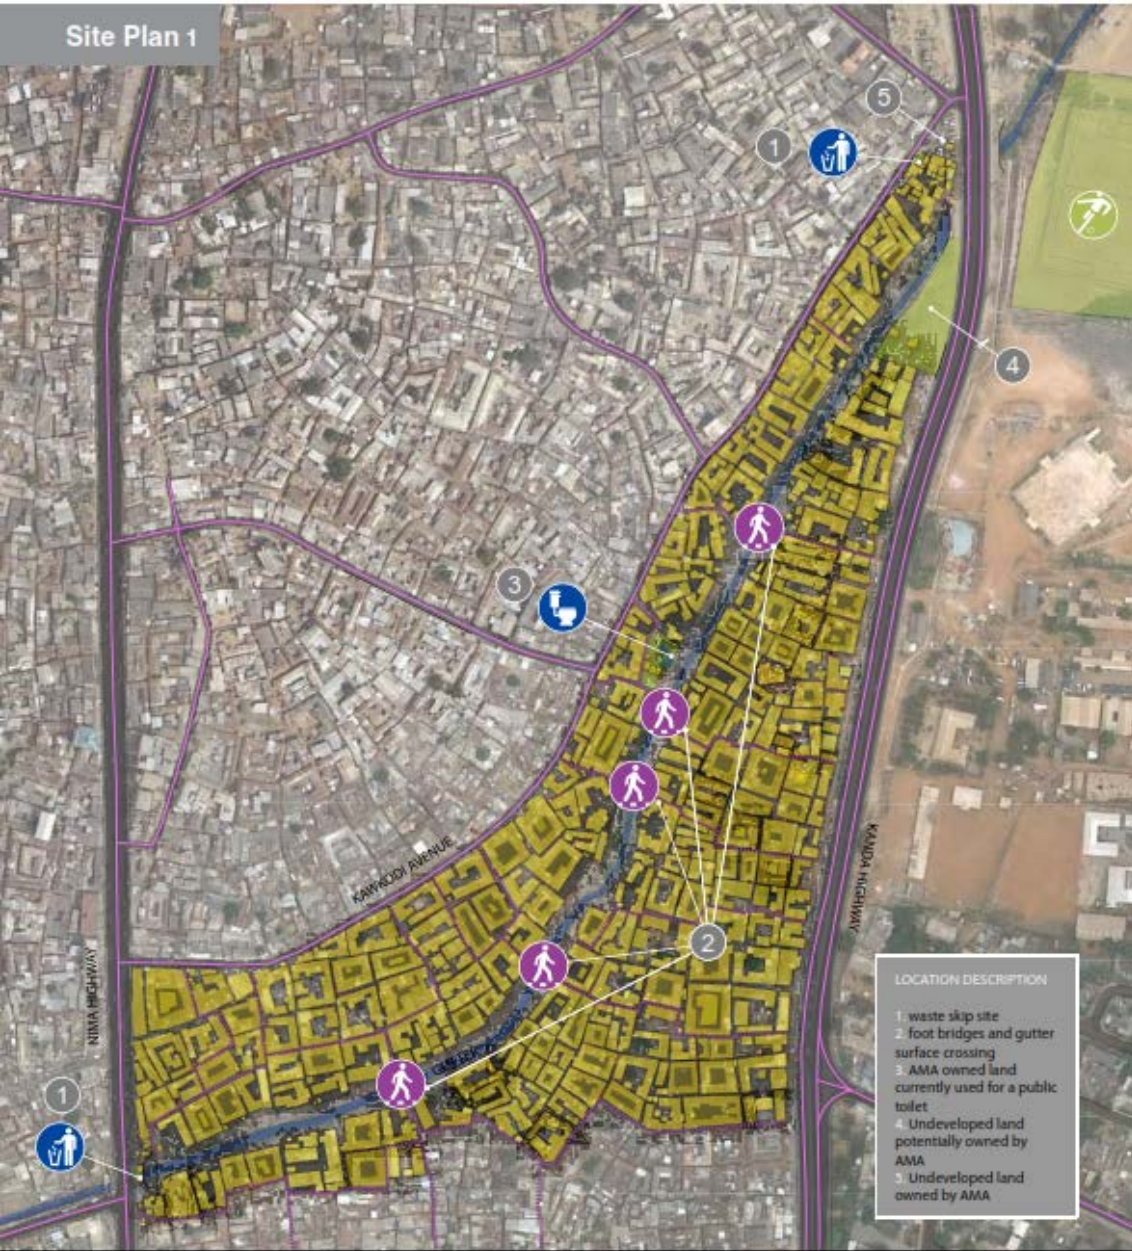 Site Plan 1
5
1
4
3
KAWKODI AVENUE
KANDA HIGHWAY
2
NIMA HIGHWAY
1
LOCATION DESCRIPTION
1 waste skip site
2 foot bridges and gutter
surface crossing
3 AMA owned land
currently used for a public
toilet
4 Undeveloped land
potentially owned by
AMA
5 Undeveloped land
owned by AMA